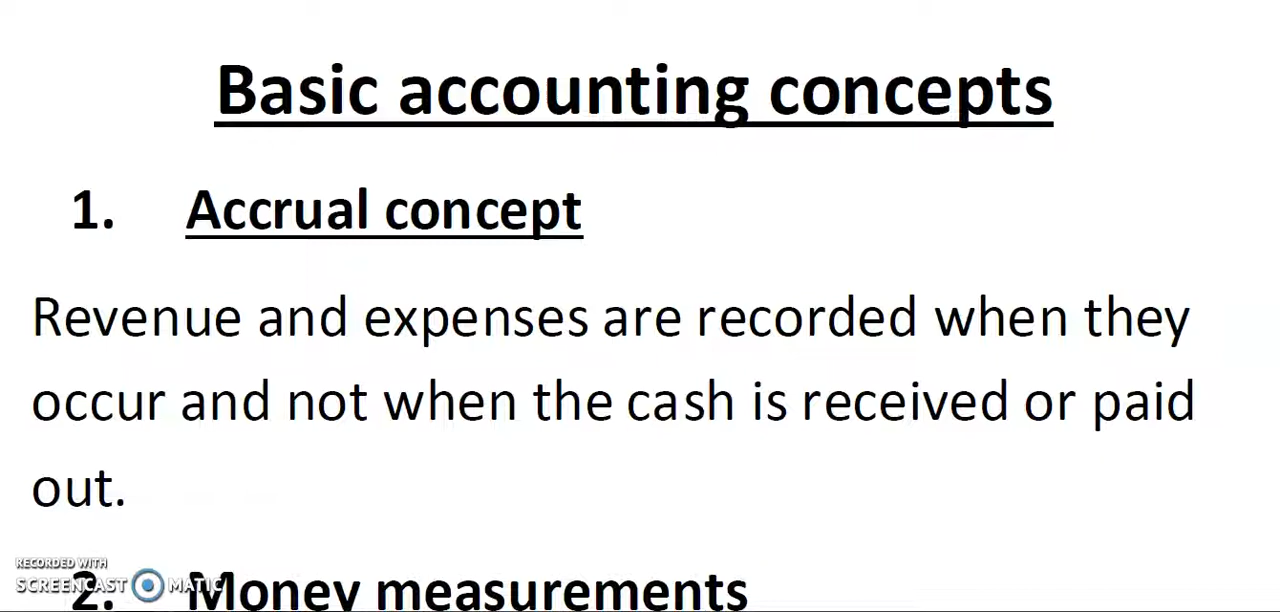 Basic accounting concepts
1. Accrual concept
Revenue and expenses are recorded when they
occur and not when the cash is received or paid
out.
RECORDED WITH
SCREENCAST MATIC
2. Money measurements